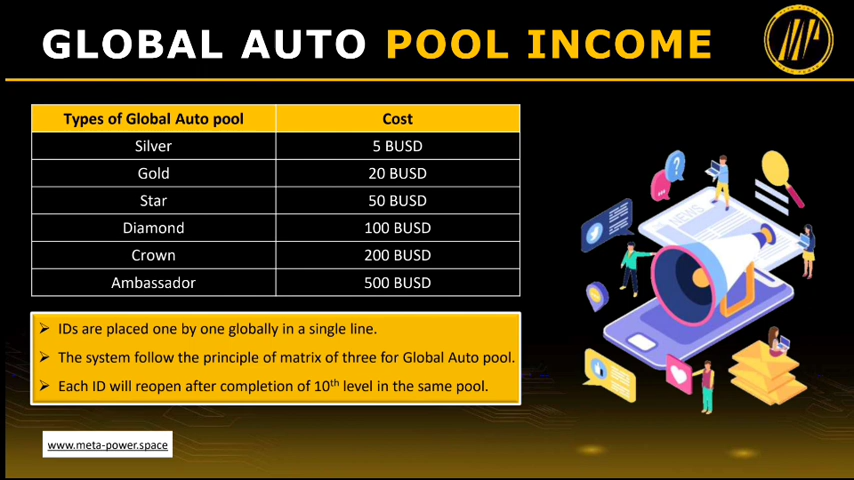 GLOBAL AUTO POOL INCOME
Types of Global Auto pool Cost
Silver 5 BUSD
Gold 20 BUSD
Star 50 BUSD
Diamond 100 BUSD
Crown 200 BUSD
Ambassador 500 BUSD
IDs are placed one by one globally in a single line.
The system follow the principle of matrix of three for Global Auto pool.
Each ID will reopen after completion of 10th level in the same pool.
www.meta-power.space
NEWS